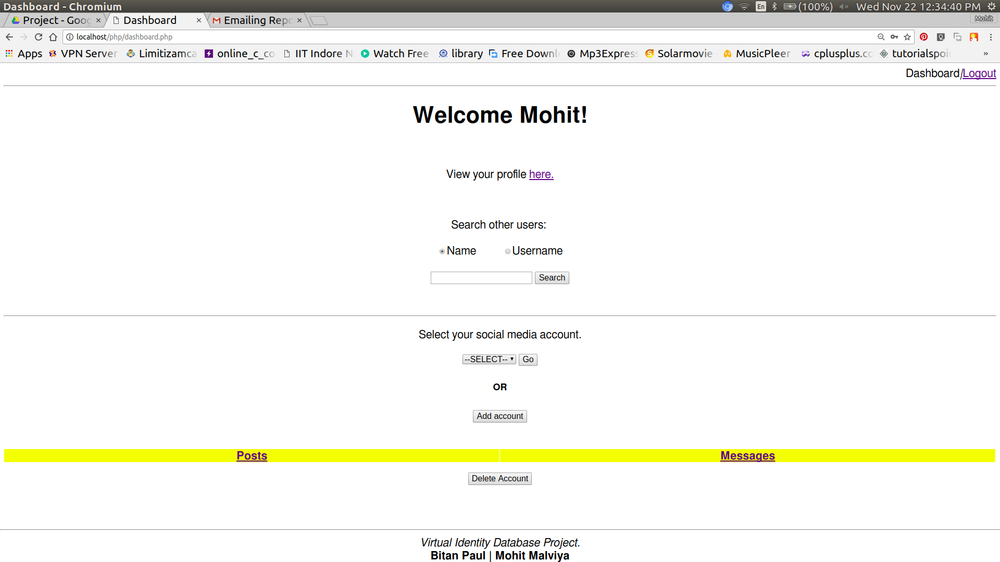 Dashboard - Chromium
En (100%) Wed Nov 22 12:34:40 PM
Project - Goog Dashboard Emailing Repo Mohit
localhost/php/dashboard.php
Apps VPN Server Limitizamca online_c_co IIT Indore N Watch Free library Free Downl Mp3Express Solarmovie MusicPleer cplusplus.co tutorialspoin »
Dashboard/Logout
Welcome Mohit!
View your profile here.
Search other users:
Name Username
Search
Select your social media account.
--SELECT-- Go
OR
Add account
Posts Messages
Delete Account
Virtual Identity Database Project.
Bitan Paul | Mohit Malviya